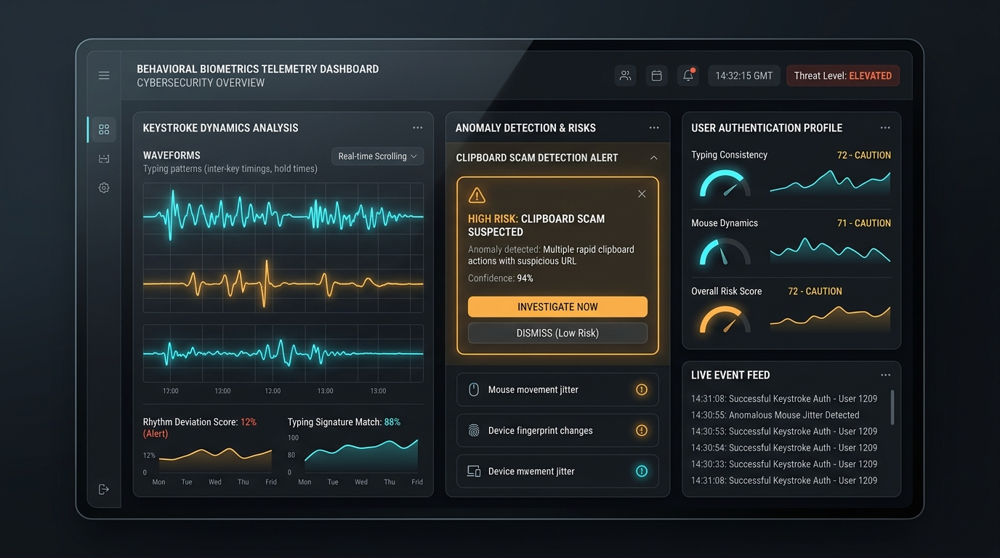 BEHAVIORAL BIOMETRICS TELEMETRY DASHBOARD
CYBERSECURITY OVERVIEW
14:32:15 GMT
Threat Level: ELEVATED
KEYSTROKE DYNAMICS ANALYSIS
WAVEFORMS
Typing patterns (inter-key timings, hold times)
Real-time Scrolling
12:00
12:00
13:00
13:00
13:00
Rhythm Deviation Score: 12%
(Alert)
12%
0
Mon
Tue
Wed
Thu
Frid
Typing Signature Match: 88%
100
80
0
Mon
Tue
Wed
Thu
Frid
ANOMALY DETECTION & RISKS
CLIPBOARD SCAM DETECTION ALERT
HIGH RISK: CLIPBOARD SCAM
SUSPECTED
Anomaly detected: Multiple rapid clipboard
actions with suspicious URL
Confidence: 94%
INVESTIGATE NOW
DISMISS (Low Risk)
Mouse movement jitter
Device fingerprint changes
Device jitter
USER AUTHENTICATION PROFILE
Typing Consistency
72 - CAUTION
Mouse Dynamics
71 - CAUTION
Overall Risk Score
72 - CAUTION
LIVE EVENT FEED
14:31:08: Successful Keystroke Auth - User 1209
14:30:55: Anomalous Mouse Jitter Detected
14:30:53: Successful Keystroke Auth - User 1209
14:30:54: Successful Keystroke Auth - User 1209
14:30:33: Successful Keystroke Auth - User 1209
14:31:08: Successful Keystroke Auth - User 1209